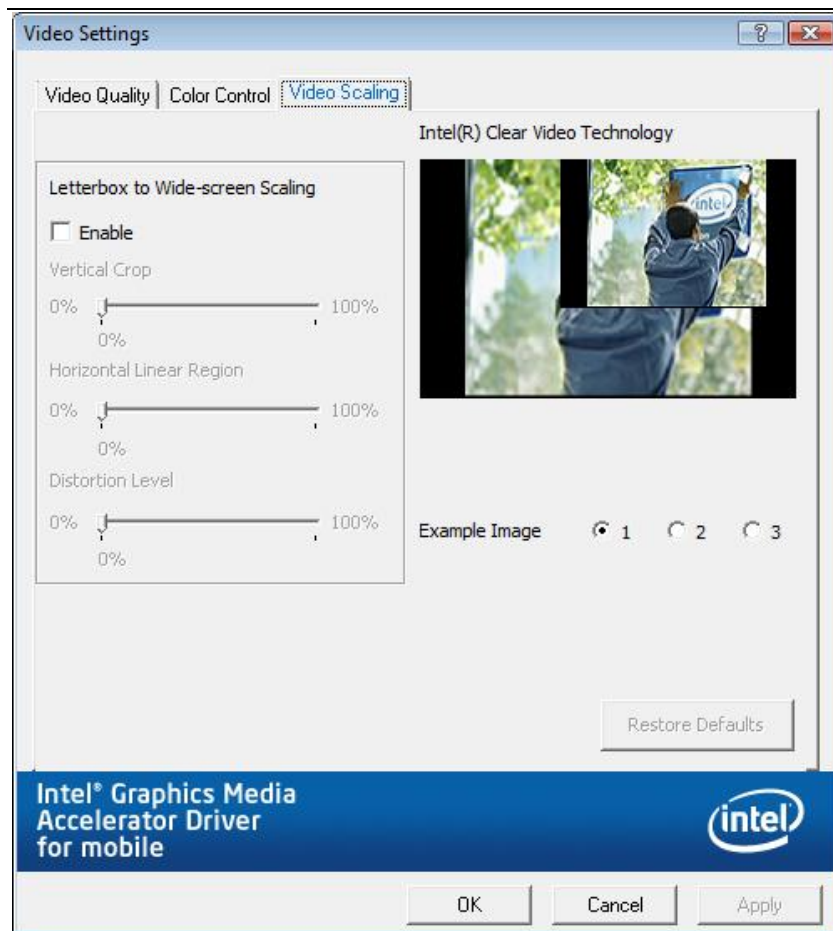 Video Settings
Video Quality
Color Control
Video Scaling
Intel(R) Clear Video Technology
Letterbox to Wide-screen Scaling
Enable
Vertical Crop
0% 100%
0%
Horizontal Linear Region
0% 100%
0%
Distortion Level
0% 100%
0%
intel
Example Image 1 2 3
Restore Defaults
Intel® Graphics Media
Accelerator Driver
for mobile
intel
OK Cancel Apply